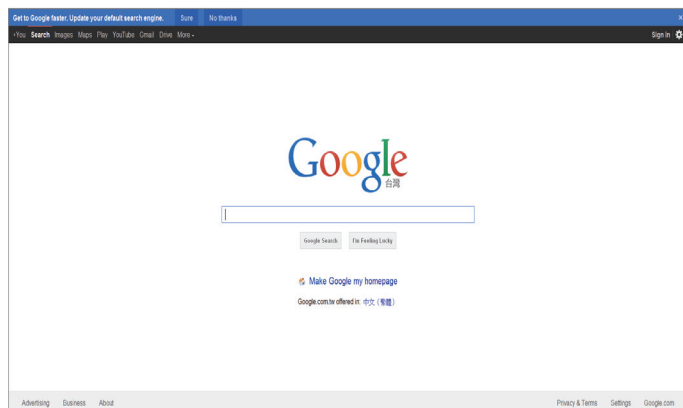 Get to Google faster. Update your default search engine. Sure No thanks ×
+You Search Images Maps Play YouTube Gmail Drive More
Sign in
Google
台灣
Google Search I'm Feeling Lucky
Make Google my homepage
Google.com.tw offered in: 中文（繁體）
Advertising Business About Privacy & Terms Settings Google.com